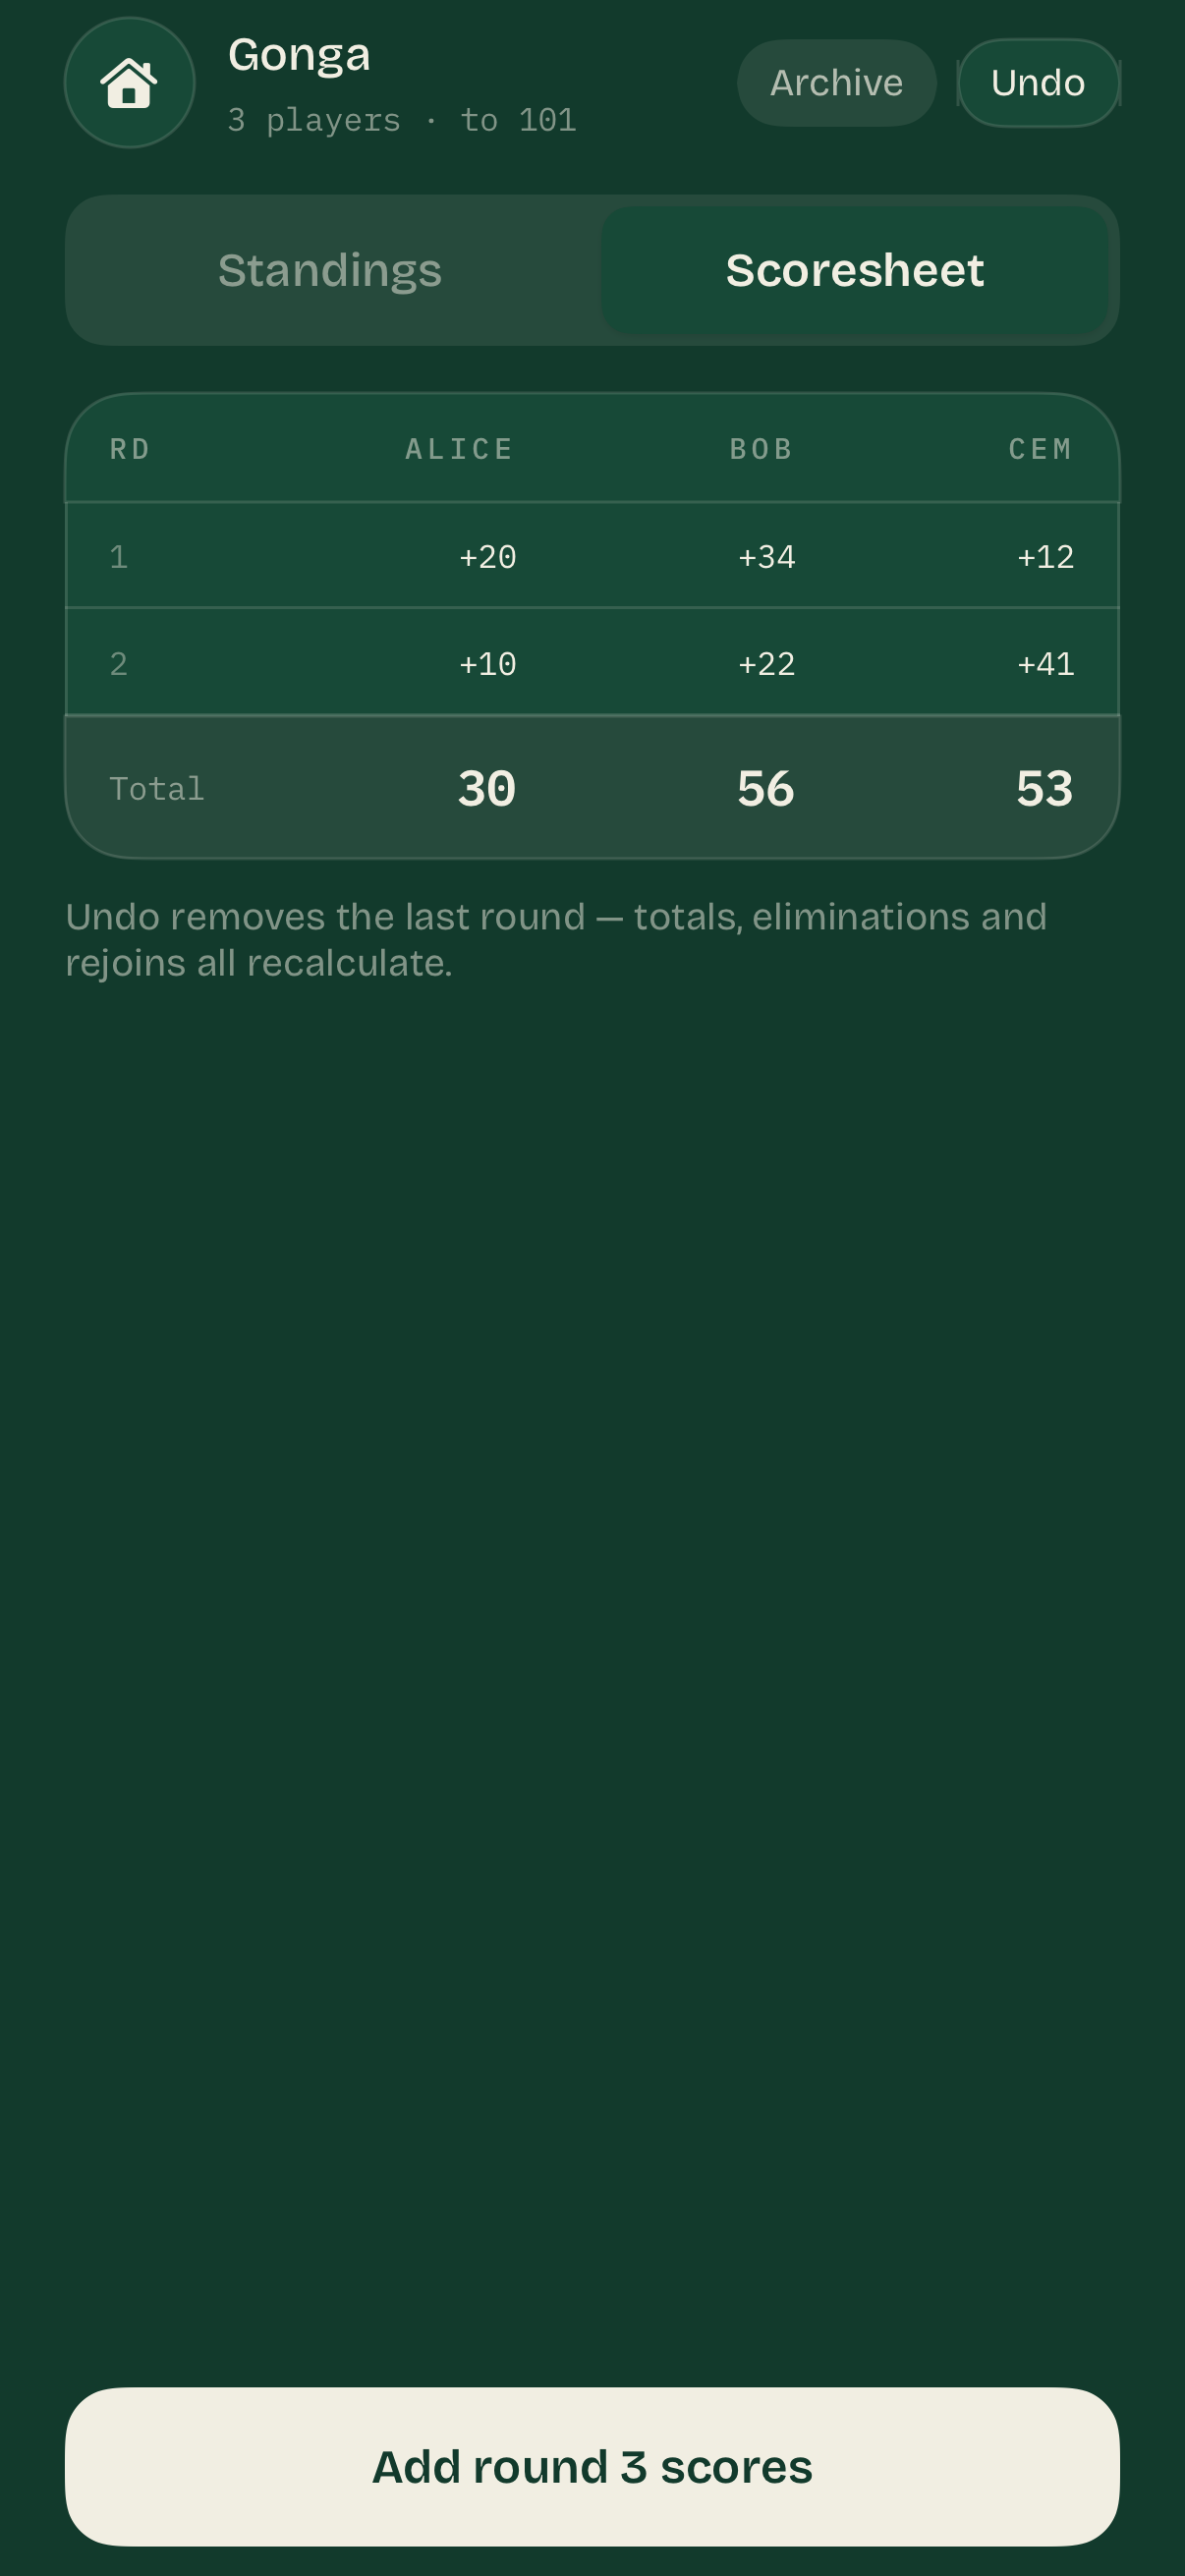 Gonga
3 players · to 101
Archive
Undo
Standings
Scoresheet
RD ALICE BOB CEM
1 +20 +34 +12
2 +10 +22 +41
Total 30 56 53
Undo removes the last round — totals, eliminations and
rejoins all recalculate.
Add round 3 scores